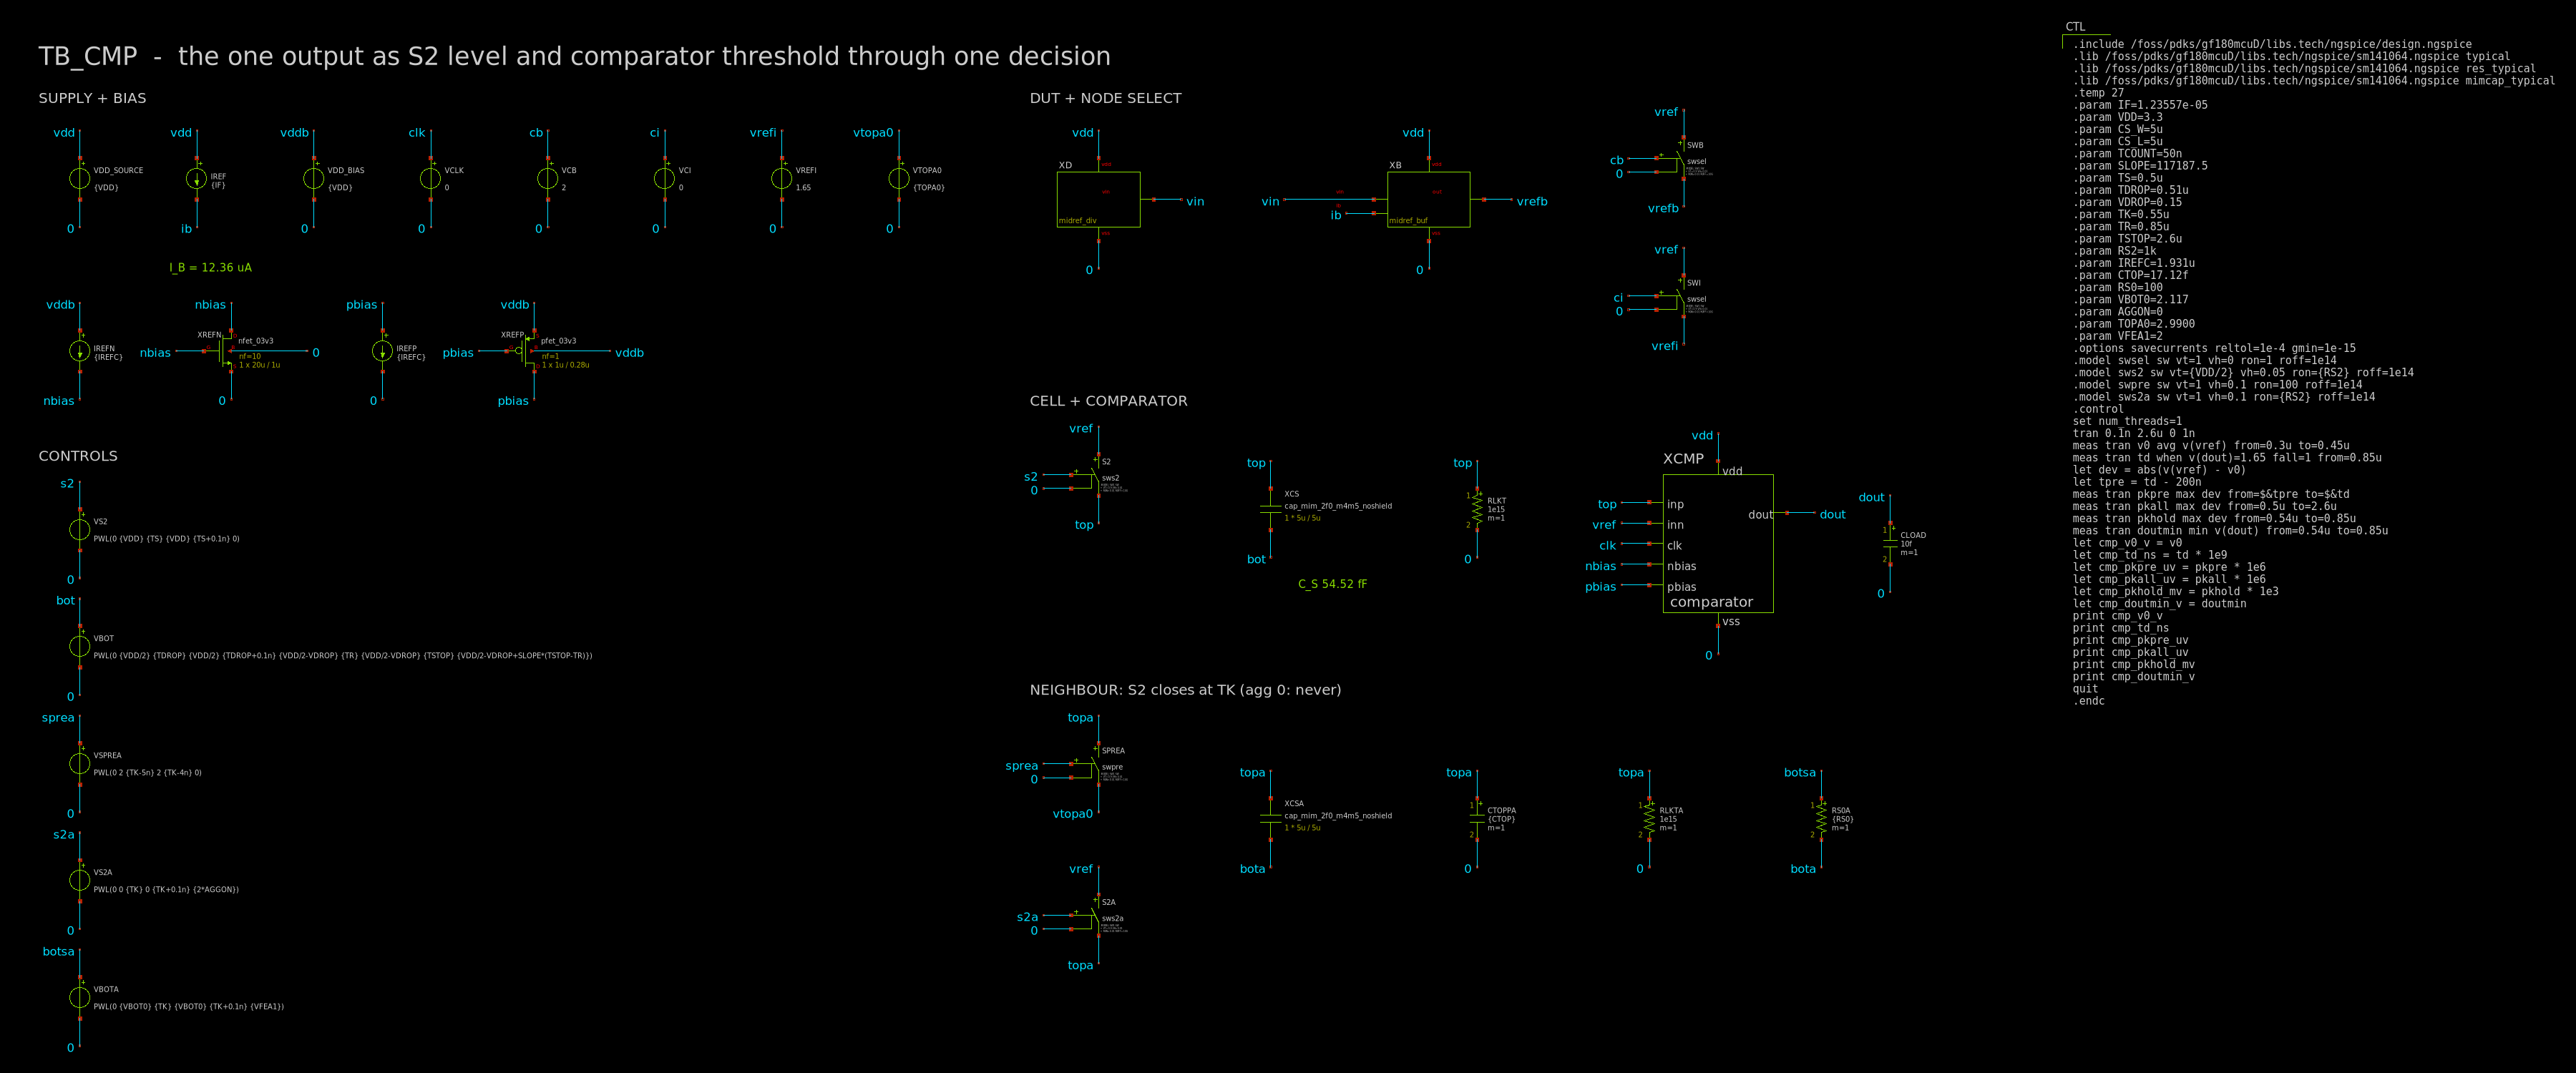 TB_CMP  -  the one output as S2 level and comparator threshold through one decision
SUPPLY + BIAS
vdd
VDD_SOURCE
{VDD}
0
vdd
IREF
{IF}
ib
vddb
VDD_BIAS
{VDD}
0
clk
VCLK
0
0
cb
VCB
2
0
ci
VCI
0
0
vrefi
VREFI
1.65
0
vtopa0
VTOPA0
{TOPA0}
0
I_B = 12.36 uA
vddb
IREFN
{IREFC}
nbias
nbias
XREFN
nfet_03v3
nbias
0
nf=10
1 x 20u / 1u
0
pbias
IREFP
{IREFC}
0
vddb
XREFP
pfet_03v3
pbias
vddb
nf=1
1 x 1u / 0.28u
pbias
CONTROLS
s2
VS2
PWL(0 {VDD} {TS} {VDD} {TS+0.1n} 0)
0
bot
VBOT
PWL(0 {VDD/2} {TDROP} {VDD/2} {TDROP+0.1n} {VDD/2-VDROP} {TR} {VDD/2-VDROP} {TSTOP} {VDD/2-VDROP+SLOPE*(TSTOP-TR)})
0
sprea
VSPREA
PWL(0 2 {TK-5n} 2 {TK-4n} 0)
0
s2a
VS2A
PWL(0 0 {TK} 0 {TK+0.1n} {2*AGGON})
0
botsa
VBOTA
PWL(0 {VBOT0} {TK} {VBOT0} {TK+0.1n} {VFEA1})
0
DUT + NODE SELECT
vdd
XD
vin
midref_div
0
vdd
XB
vin
ib
vrefb
midref_buf
0
vref
SWB
cb
swsel
0
vrefb
vref
SWI
ci
swsel
0
vrefi
CELL + COMPARATOR
vref
S2
s2
sws2
0
top
top
XCS
cap_mim_2f0_m4m5_noshield
1 * 5u / 5u
bot
C_S 54.52 fF
top
1
RLKT
1e15
m=1
2
0
vdd
XCMP
vdd
top
inp
vref
inn
dout
dout
clk
clk
nbias
nbias
pbias
pbias
comparator
vss
0
dout
1
CLOAD
10f
m=1
2
0
NEIGHBOUR: S2 closes at TK (agg 0: never)
topa
SPREA
sprea
swpre
0
vtopa0
topa
XCSA
cap_mim_2f0_m4m5_noshield
1 * 5u / 5u
bota
topa
1
CTOPPA
{CTOP}
m=1
2
0
topa
1
RLKTA
1e15
m=1
2
0
botsa
1
RS0A
{RS0}
m=1
2
bota
vref
S2A
s2a
sws2a
0
topa
CTL
.include /foss/pdks/gf180mcuD/libs.tech/ngspice/design.ngspice
.lib /foss/pdks/gf180mcuD/libs.tech/ngspice/sm141064.ngspice typical
.lib /foss/pdks/gf180mcuD/libs.tech/ngspice/sm141064.ngspice res_typical
.lib /foss/pdks/gf180mcuD/libs.tech/ngspice/sm141064.ngspice mimcap_typical
.temp 27
.param IF=1.23557e-05
.param VDD=3.3
.param CS_W=5u
.param CS_L=5u
.param TCOUNT=50n
.param SLOPE=117187.5
.param TS=0.5u
.param TDROP=0.51u
.param VDROP=0.15
.param TK=0.55u
.param TR=0.85u
.param TSTOP=2.6u
.param RS2=1k
.param IREFC=1.931u
.param CTOP=17.12f
.param RS0=100
.param VBOT0=2.117
.param AGGON=0
.param TOPA0=2.9900
.param VFEA1=2
.options savecurrents reltol=1e-4 gmin=1e-15
.model swsel sw vt=1 vh=0 ron=1 roff=1e14
.model sws2 sw vt={VDD/2} vh=0.05 ron={RS2} roff=1e14
.model swpre sw vt=1 vh=0.1 ron=100 roff=1e14
.model sws2a sw vt=1 vh=0.1 ron={RS2} roff=1e14
.control
set num_threads=1
tran 0.1n 2.6u 0 1n
meas tran v0 avg v(vref) from=0.3u to=0.45u
meas tran td when v(dout)=1.65 fall=1 from=0.85u
let dev = abs(v(vref) - v0)
let tpre = td - 200n
meas tran pkpre max dev from=$&tpre to=$&td
meas tran pkall max dev from=0.5u to=2.6u
meas tran pkhold max dev from=0.54u to=0.85u
meas tran doutmin min v(dout) from=0.54u to=0.85u
let cmp_v0_v = v0
let cmp_td_ns = td * 1e9
let cmp_pkpre_uv = pkpre * 1e6
let cmp_pkall_uv = pkall * 1e6
let cmp_pkhold_mv = pkhold * 1e3
let cmp_doutmin_v = doutmin
print cmp_v0_v
print cmp_td_ns
print cmp_pkpre_uv
print cmp_pkall_uv
print cmp_pkhold_mv
print cmp_doutmin_v
quit
.endc